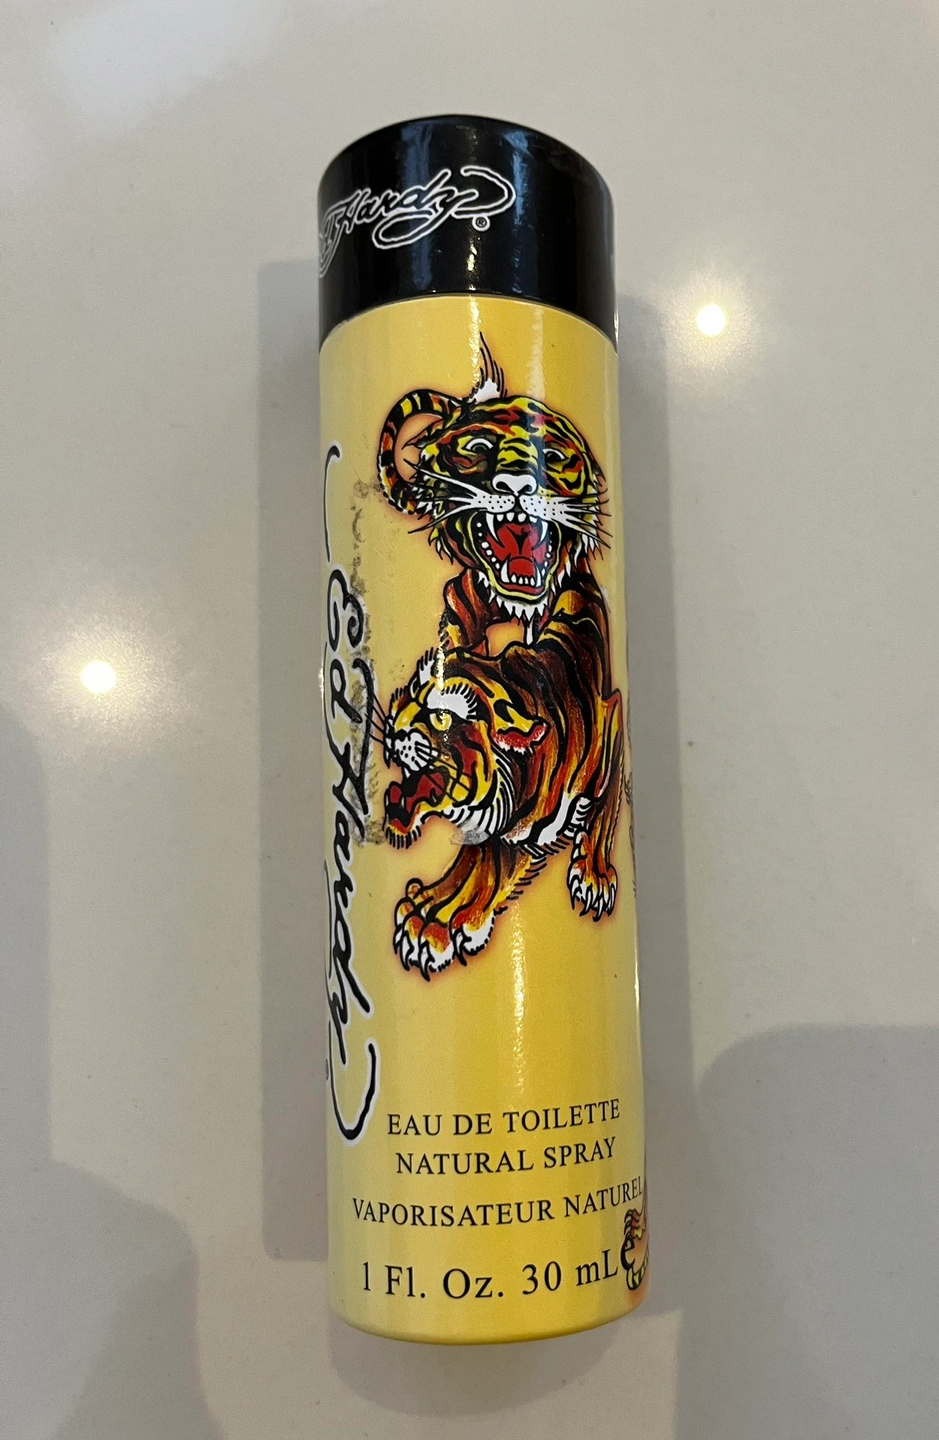 Ed Hardy®
Ed Hardy®
EAU DE TOILETTE
NATURAL SPRAY
VAPORISATEUR NATUREL
1 Fl. Oz. 30 mL e